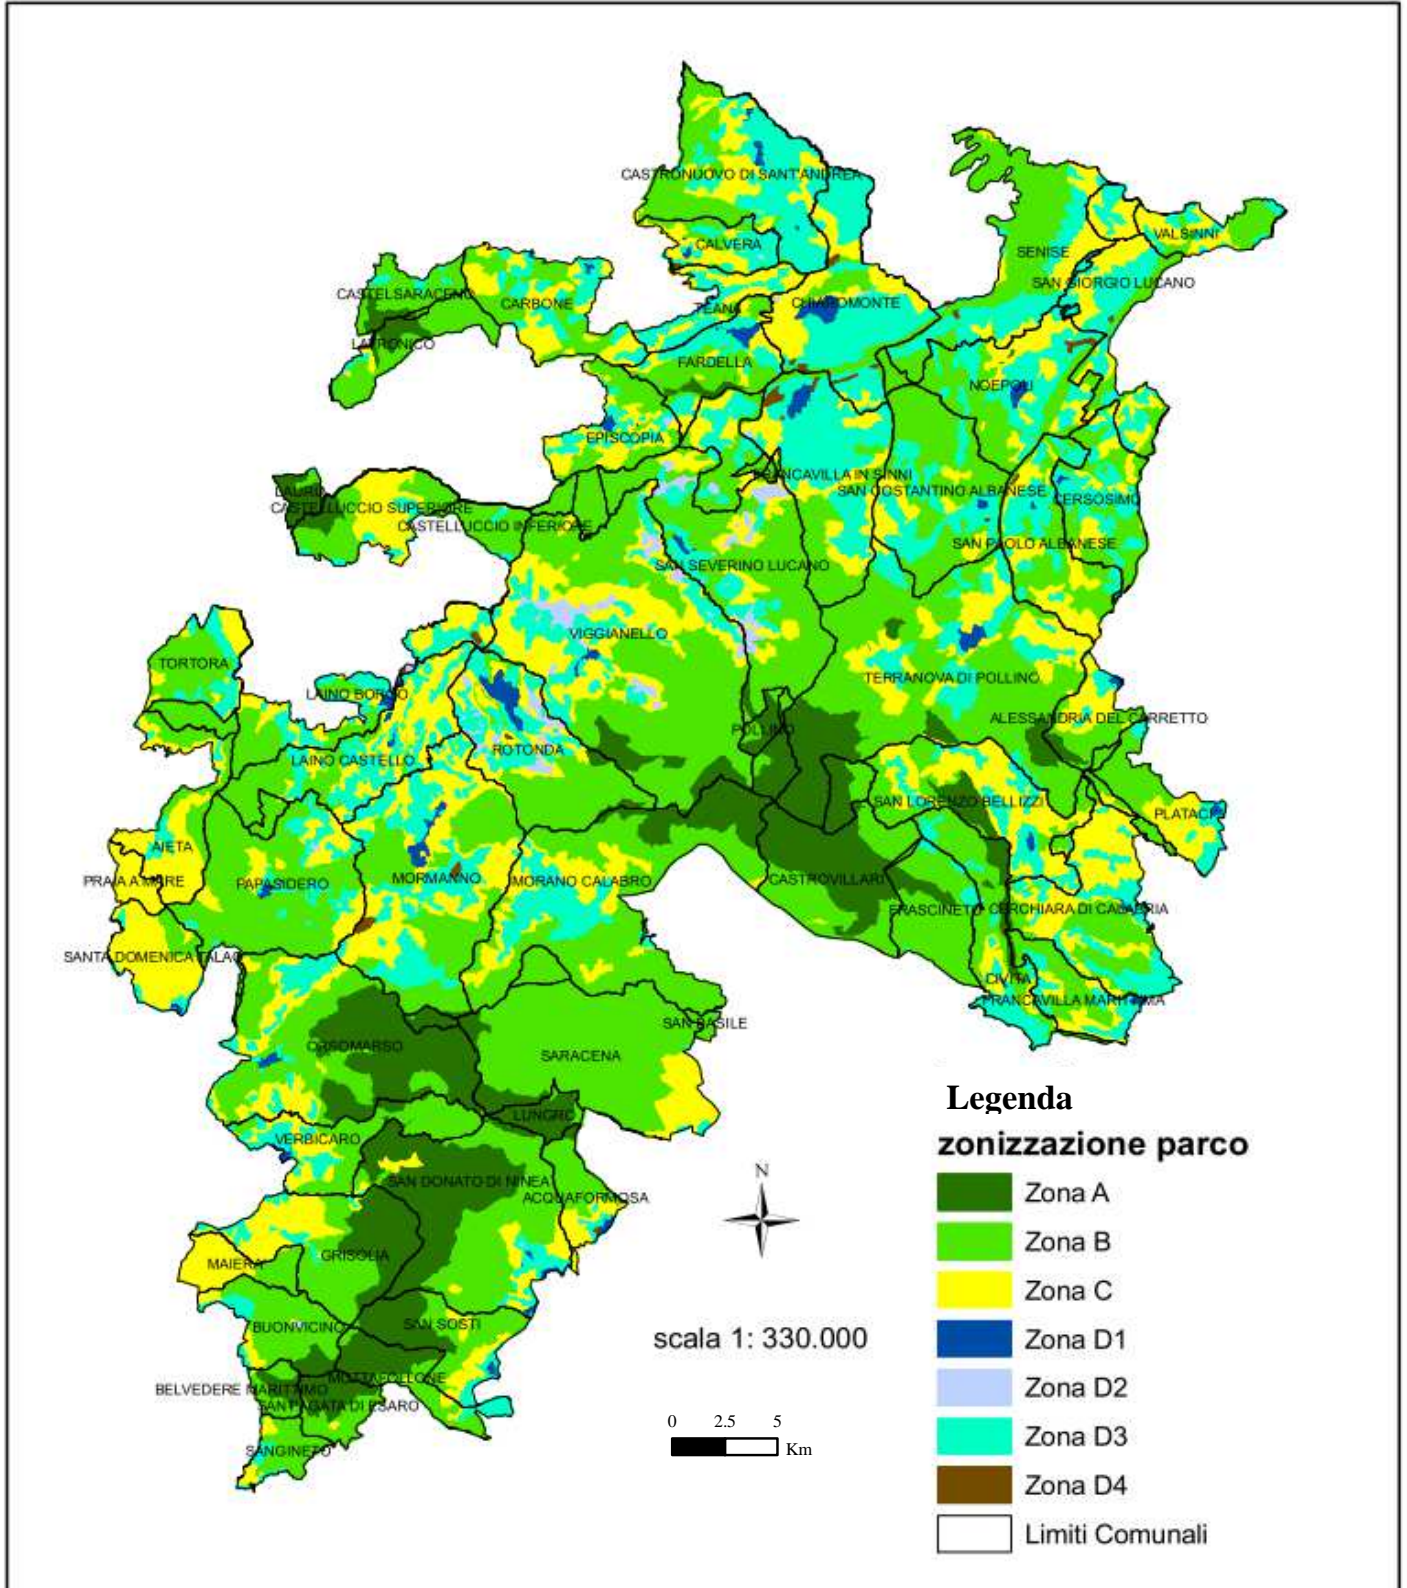 CASTRONUOVO DI SANT'ANDREA
CALVERA
SENISE
VALSINNI
SAN GIORGIO LUCANO
CASTELSARACENO
CARBONE
TEANA
CHIAROMONTE
LATRONICO
FARDELLA
NOEPOLI
EPISCOPIA
FRANCAVILLA IN SINNI
SAN COSTANTINO ALBANESE
CERSOSIMO
LAURIA
CASTELLUCCIO SUPERIORE
CASTELLUCCIO INFERIORE
SAN PAOLO ALBANESE
SAN SEVERINO LUCANO
VIGGIANELLO
TORTORA
TERRANOVA DI POLLINO
LAINO BORGO
ALESSANDRIA DEL CARRETTO
POLLINO
ROTONDA
LAINO CASTELLO
SAN LORENZO BELLIZZI
PLATACI
AIETA
PRAIA A MARE
PAPASIDERO
MORMANNO
MORANO CALABRO
CASTROVILLARI
FRASCINETO
CERCHIARA DI CALABRIA
SANTA DOMENICA TALAO
CIVITA
FRANCAVILLA MARITTIMA
SAN BASILE
ORSOMARSO
SARACENA
LUNGRO
VERBICARO
SAN DONATO DI NINEA
ACQUAFORMOSA
MAIERA'
GRISOLIA
BUONVICINO
SAN SOSTI
MOTTAFOLLONE
BELVEDERE MARITTIMO
SANT'AGATA DI ESARO
SANGINETO
N
scala 1: 330.000
0 2.5 5
Km
Legenda
zonizzazione parco
Zona A
Zona B
Zona C
Zona D1
Zona D2
Zona D3
Zona D4
Limiti Comunali